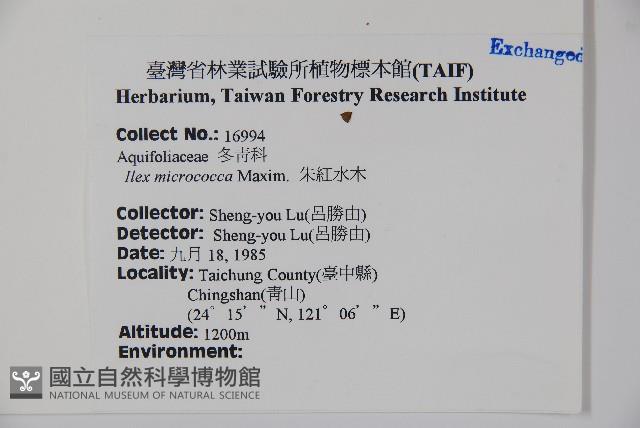 Exchanged
臺灣省林業試驗所植物標本館(TAIF)
Herbarium, Taiwan Forestry Research Institute
Collect No.: 16994
Aquifoliaceae 冬靑科
Ilex micrococca Maxim. 朱紅水木
Collector: Sheng-you Lu(呂勝由)
Detector: Sheng-you Lu(呂勝由)
Date: 九月 18, 1985
Locality: Taichung County(臺中縣)
Chingshan(靑山)
(24° 15' " N, 121° 06' " E)
Altitude: 1200m
Environment:
國立自然科學博物館
NATIONAL MUSEUM OF NATURAL SCIENCE